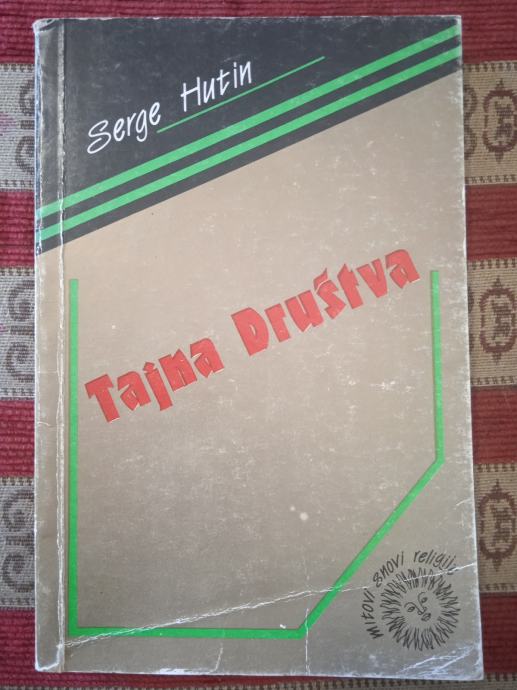 Serge Hutin
Tajna Društva
mitovi snovi religije